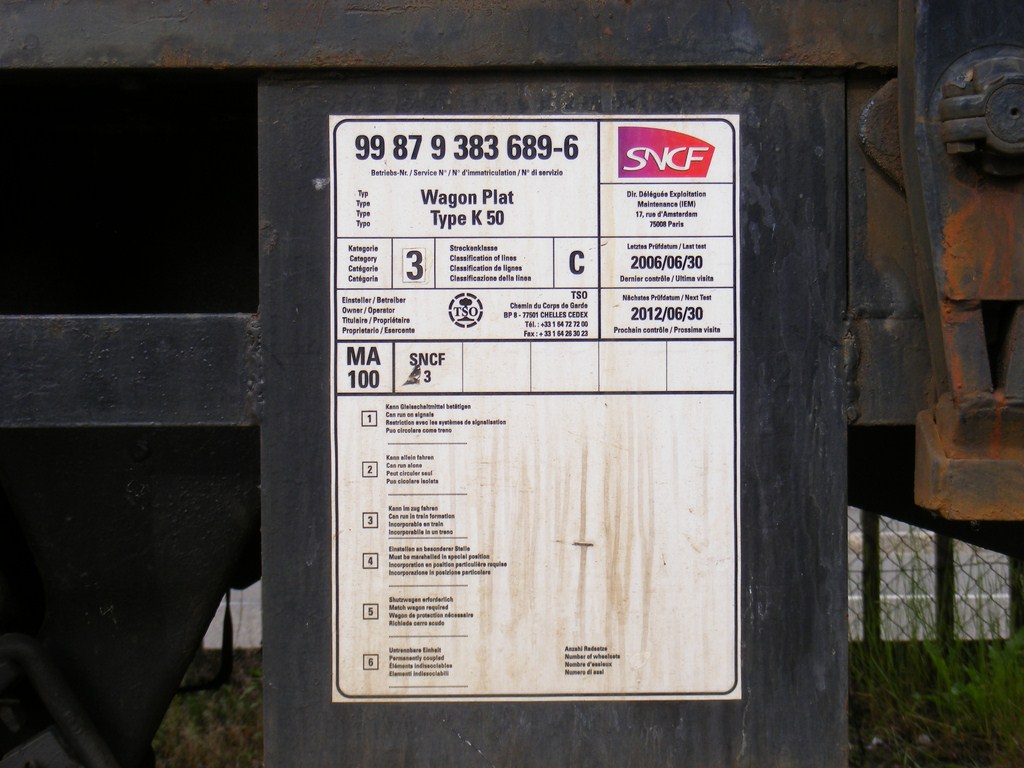 99 87 9 383 689-6
Betriebs-Nr. / Service N° / N° d'immatriculation / N° di servizio
SNCF
Typ
Type
Type
Tipo
Wagon Plat
Type K 50
Dir. Déléguée Exploitation
Maintenance (IEM)
17, rue d'Amsterdam
75008 Paris
Kategorie
Category
Catégorie
Catégorie
3
Streckenklasse
Classification of lines
Classification de lignes
Classificazione della linea
C
Letztes Prüfdatum / Last test
2006/06/30
Dernier contrôle / Ultima visita
Einsteller / Betreiber
Owner / Operator
Titulaire / Propriétaire
Proprietario / Esercente
TSO
TSO
Chemin du Corps de Garde
BP 8 - 77501 CHELLES CEDEX
Tél. : +33 1 64 72 72 00
Fax : + 33 1 64 26 30 23
Nächstes Prüfdatum / Next Test
2012/06/30
Prochain contrôle / Prossima visita
MA
100
SNCF
3
1
Kann Gleisschaltmittel betätigen
Can run on signals
Restriction avec les systèmes de signalisation
Puo circolare come treno
2
Kann allein fahren
Can run alone
Peut circuler seul
Puo cicolare isolata
3
Kann im zug fahren
Can run in train formation
Incorporable en train
Incorporabile in un treno
4
Einstellen an besonderer Stelle
Must be marshalled in special position
Incorporation en position particulière requise
Incorporazione in posizione particolare
5
Shutzwagen erforderlich
Match wagon required
Wagon de protection nécessaire
Richiede carro scudo
6
Untrennbare Einheit
Permanently coupled
Éléments indissociables
Elementi indissociabili
Anzahl Radsatze
Number of wheelsets
Nombre d'essieux
Numero di assi